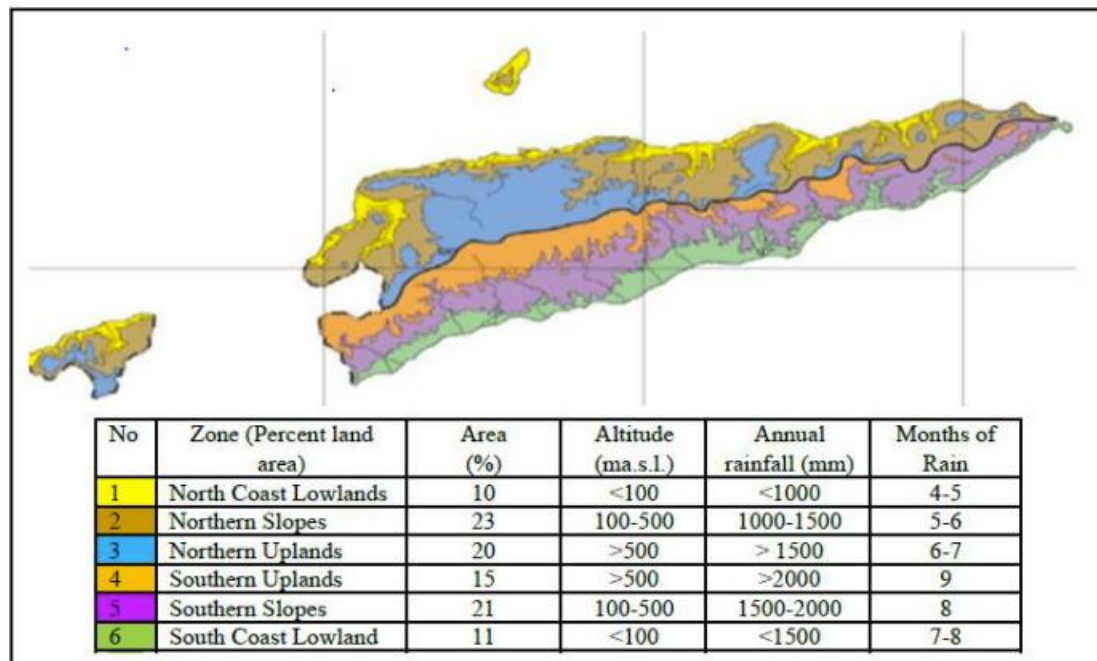 No Zone (Percent land area) Area (%) Altitude (ma.s.l.) Annual rainfall (mm) Months of Rain
1 North Coast Lowlands 10 <100 <1000 4-5
2 Northern Slopes 23 100-500 1000-1500 5-6
3 Northern Uplands 20 >500 > 1500 6-7
4 Southern Uplands 15 >500 >2000 9
5 Southern Slopes 21 100-500 1500-2000 8
6 South Coast Lowland 11 <100 <1500 7-8